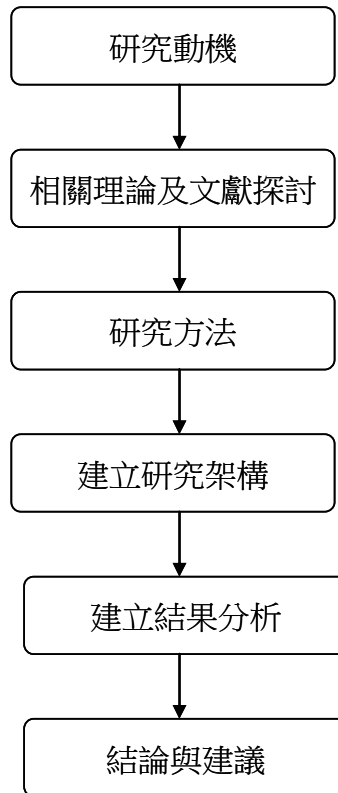 研究動機
相關理論及文獻探討
研究方法
建立研究架構
建立結果分析
結論與建議